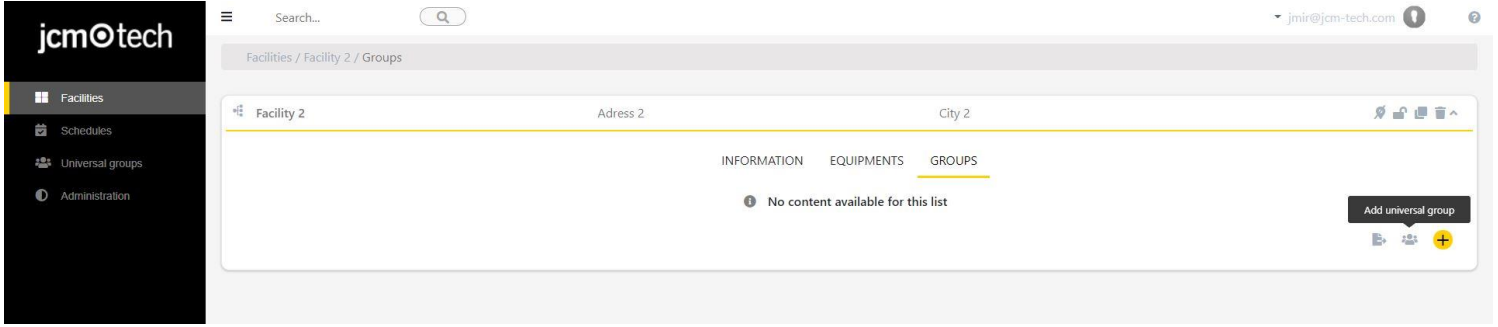 jcm tech
Search...
jmir@jcm-tech.com
Facilities / Facility 2 / Groups
Facilities
Schedules
Universal groups
Administration
Facility 2 Adress 2 City 2
INFORMATION EQUIPMENTS GROUPS
No content available for this list
Add universal group